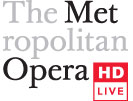 The Met
ropolitan
Opera HD
LIVE